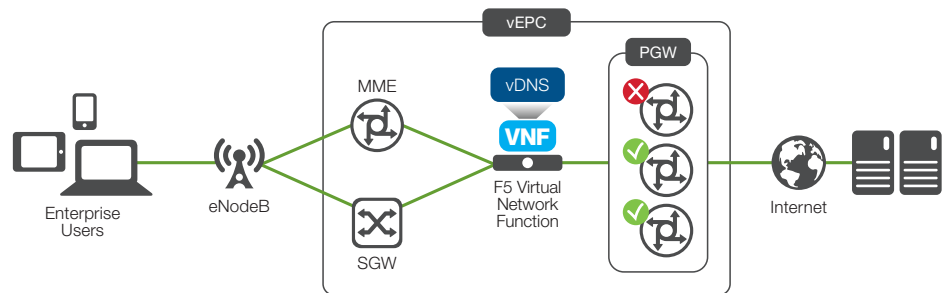 vEPC
PGW
MME
vDNS
VNF
Enterprise
Users
eNodeB
SGW
F5 Virtual
Network
Function
Internet